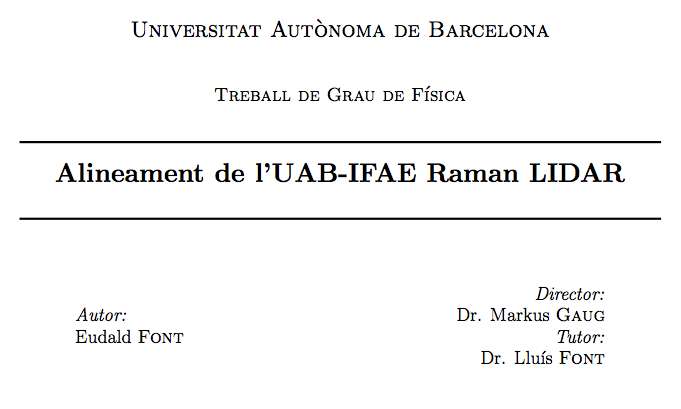 Universitat Autònoma de Barcelona
Treball de Grau de Física
Alineament de l'UAB-IFAE Raman LIDAR
Autor:
Eudald Font
Director:
Dr. Markus Gaug
Tutor:
Dr. Lluís Font